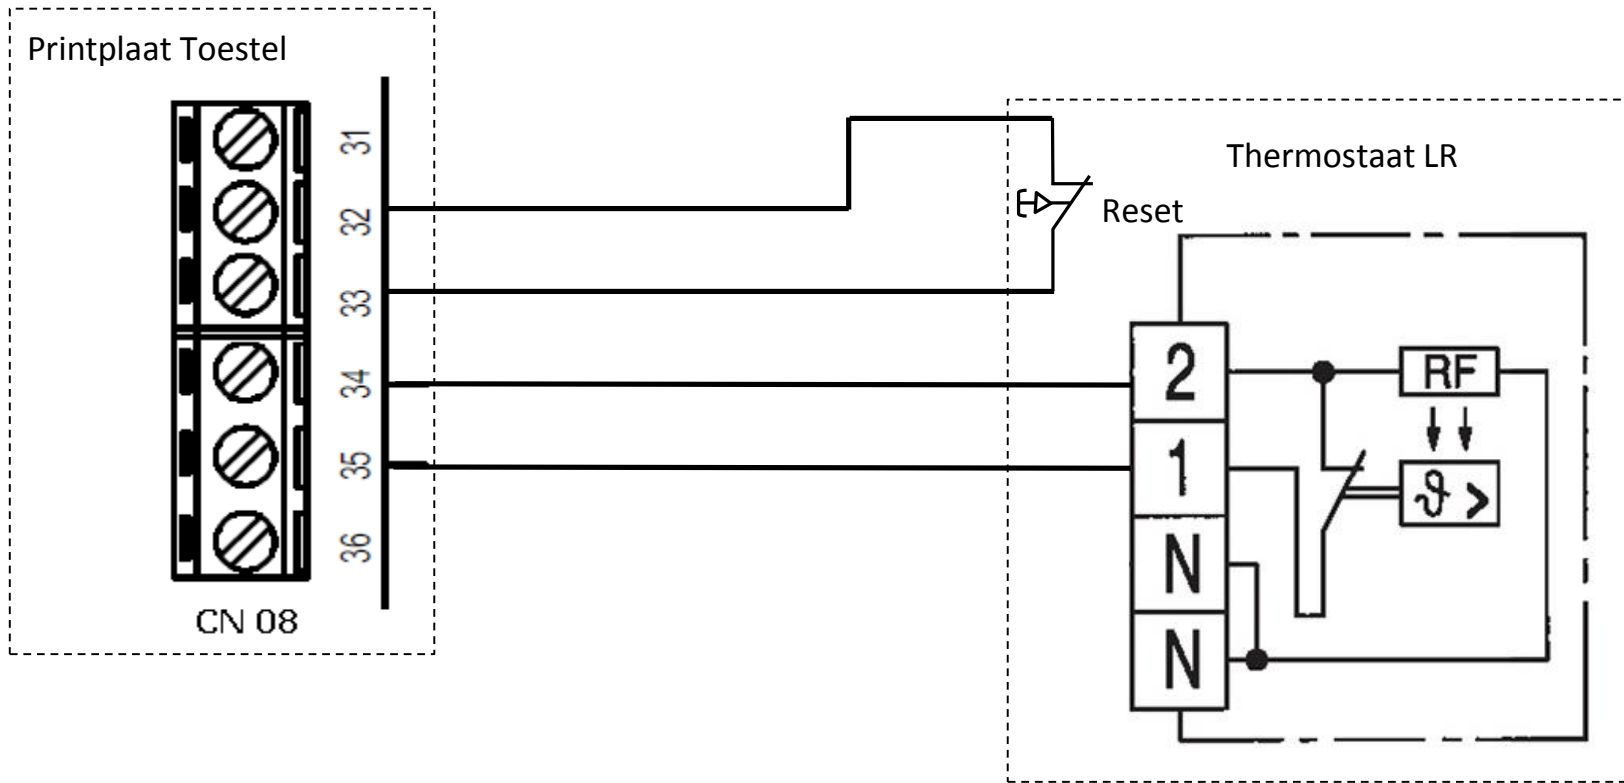 Printplaat Toestel
31
32
33
34
35
36
CN 08
Thermostaat LR
Reset
2
1
N
N
RF
ϑ >